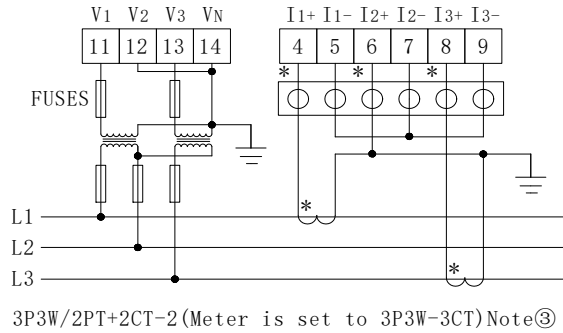 V1 V2 V3 VN I1+ I1- I2+ I2- I3+ I3-
11 12 13 14 4 5 6 7 8 9
* * *
FUSES
*
L1
L2
*
L3
3P3W/2PT+2CT-2(Meter is set to 3P3W-3CT)Note③